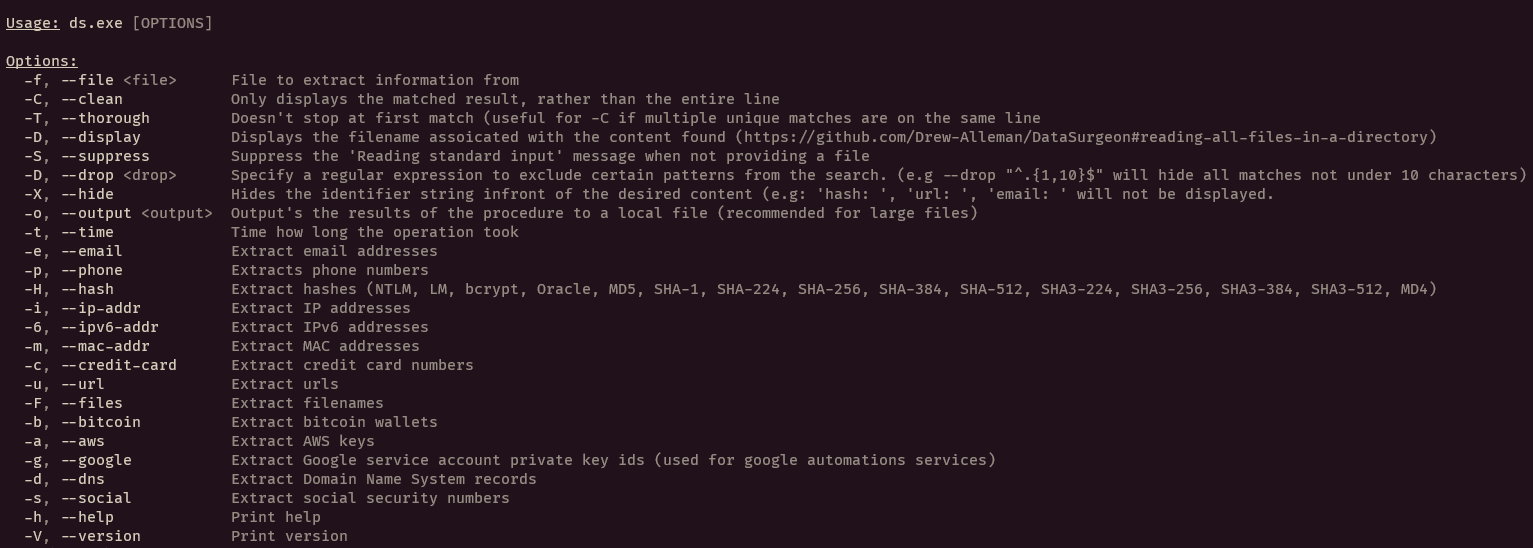 Usage: ds.exe [OPTIONS]

Options:
  -f, --file <file>      File to extract information from
  -C, --clean            Only displays the matched result, rather than the entire line
  -T, --thorough         Doesn't stop at first match (useful for -C if multiple unique matches are on the same line
  -D, --display          Displays the filename assoicated with the content found (https://github.com/Drew-Alleman/DataSurgeon#reading-all-files-in-a-directory)
  -S, --suppress         Suppress the 'Reading standard input' message when not providing a file
  -D, --drop <drop>      Specify a regular expression to exclude certain patterns from the search. (e.g --drop "^.{1,10}$" will hide all matches not under 10 characters)
  -X, --hide             Hides the identifier string infront of the desired content (e.g: 'hash: ', 'url: ', 'email: ' will not be displayed.
  -o, --output <output>  Output's the results of the procedure to a local file (recommended for large files)
  -t, --time             Time how long the operation took
  -e, --email            Extract email addresses
  -p, --phone            Extracts phone numbers
  -H, --hash             Extract hashes (NTLM, LM, bcrypt, Oracle, MD5, SHA-1, SHA-224, SHA-256, SHA-384, SHA-512, SHA3-224, SHA3-256, SHA3-384, SHA3-512, MD4)
  -i, --ip-addr          Extract IP addresses
  -6, --ipv6-addr        Extract IPv6 addresses
  -m, --mac-addr         Extract MAC addresses
  -c, --credit-card      Extract credit card numbers
  -u, --url              Extract urls
  -F, --files            Extract filenames
  -b, --bitcoin          Extract bitcoin wallets
  -a, --aws              Extract AWS keys
  -g, --google           Extract Google service account private key ids (used for google automations services)
  -d, --dns              Extract Domain Name System records
  -s, --social           Extract social security numbers
  -h, --help             Print help
  -V, --version          Print version